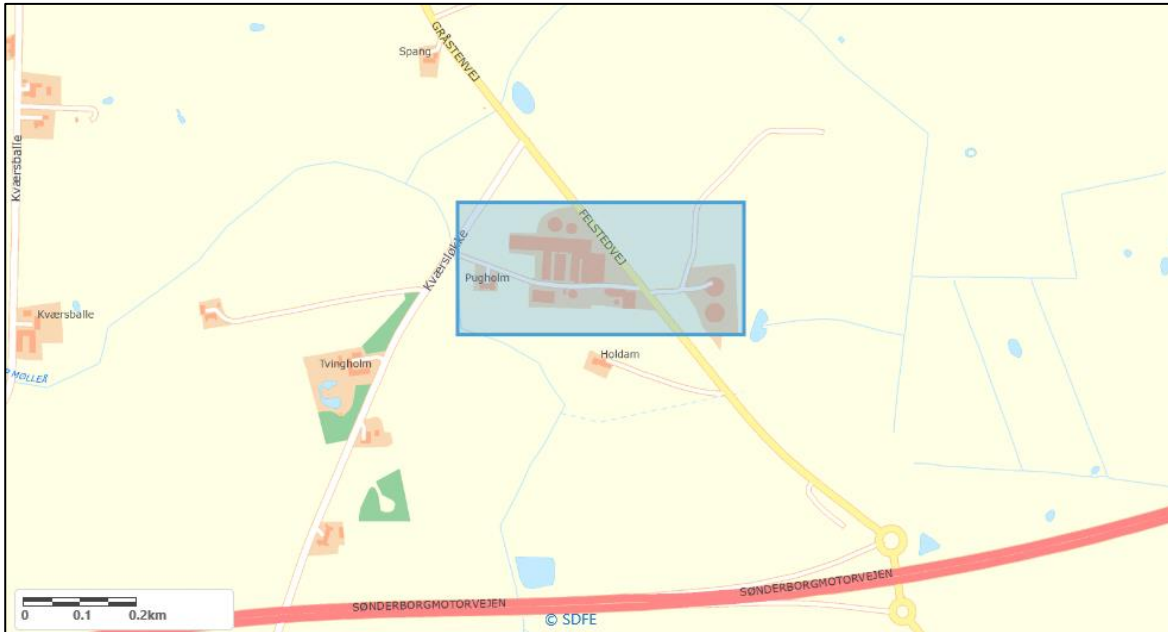 Spang
GRÅSTENVEJ
Kværsballe
FELSTEDVEJ
Kværsløkke
Pugholm
Kværsballe
Holdam
Tvingholm
MØLLEÅ
SØNDERBORGMOTORVEJEN
SØNDERBORGMOTORVEJEN
0 0.1 0.2km
© SDFE